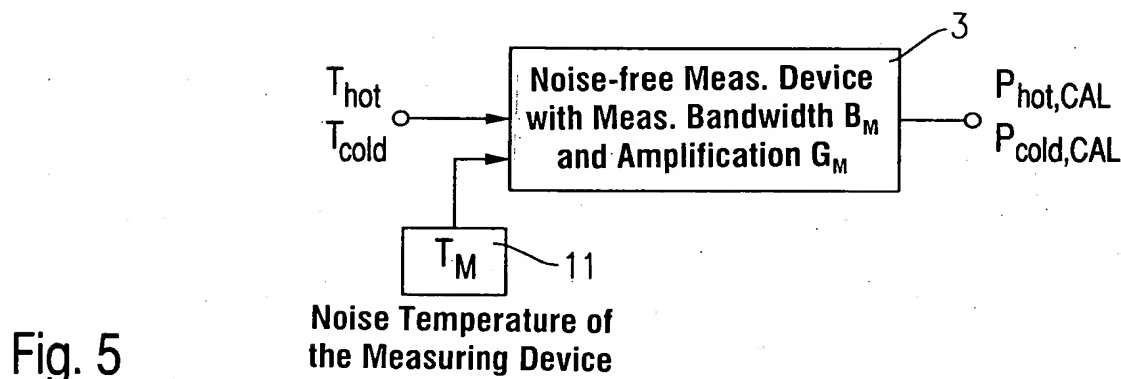 3
T_hot
T_cold
Noise-free Meas. Device
with Meas. Bandwidth B_M
and Amplification G_M
P_hot,CAL
P_cold,CAL
T_M
11
Noise Temperature of
the Measuring Device
Fig. 5